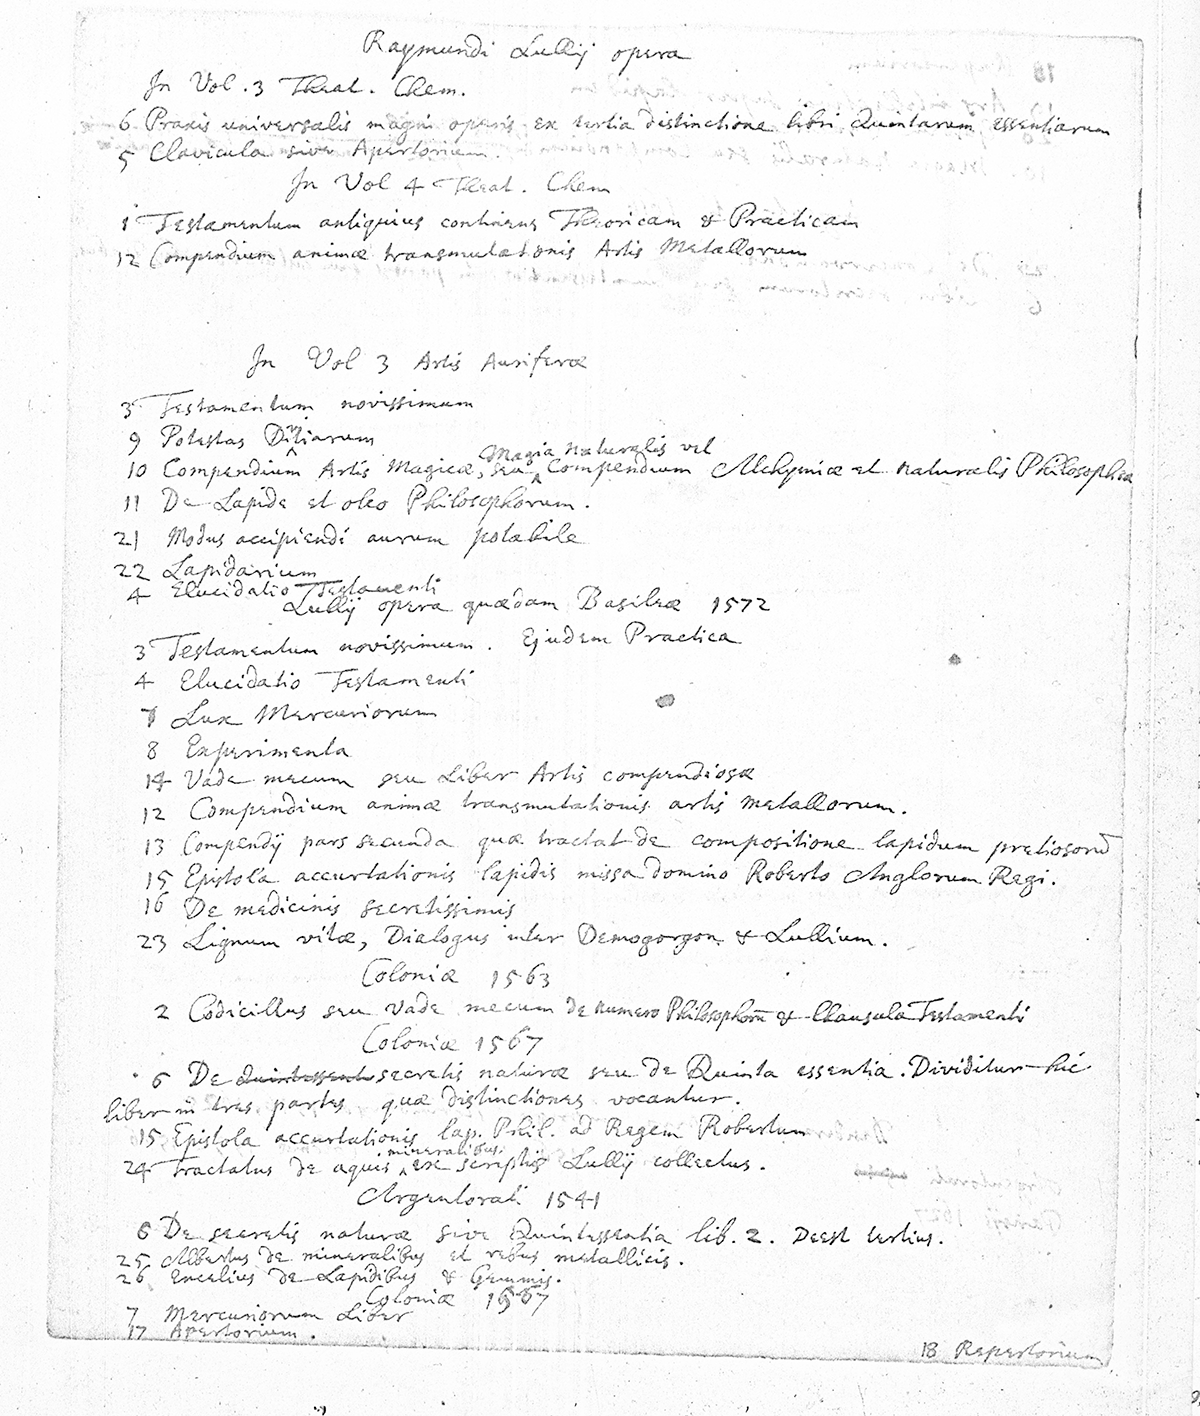 Raymundi Lullij opera
In Vol. 3 Theat. Chem.
6 Praxis universalis magni operis ex tertia distinctione libri Quintarum essentiarum
5 Clavicula sive Apertorium.
In Vol 4 Theat. Chem
1 Testamentum antiquius continens Theoricam & Practicam
12 Compendium animæ transmutationis Artis Metallorum
In Vol 3 Artis Auriferæ
3 Testamentum novissimum
9 Potestas Divitiarum
10 Compendium Artis Magicæ, seu Magia naturalis vel Compendium Alchymiæ et naturalis Philosophiæ
11 De Lapide et oleo Philosophorum.
21 Modus accipiendi aurum potabile
22 Lapidarium
4 Elucidatio Testamenti
Lullij opera quædam Basileæ 1572
3 Testamentum novissimum. Ejusdem Practica
4 Elucidatio Testamenti
7 Lux Mercuriorum
8 Experimenta
14 Vade mecum seu Liber Artis compendiosæ
12 Compendium animæ transmutationis artis metallorum.
13 Compendij pars secunda quæ tractat de compositione lapidum pretiosorū
15 Epistola accurtationis lapidis missa domino Roberto Anglorum Regi.
16 De medicinis secretissimis
23 Lignum vitæ, Dialogus inter Demogorgon & Lullium.
Coloniæ 1563
2 Codicillus seu Vade mecum de numero Philosophorū & Clausula Testamenti
Coloniæ 1567
6 De quintessent secretis naturæ seu de Quinta essentia. Dividitur hic
liber in tres partes quæ distinctiones vocantur.
15 Epistola accurtationis lap. Phil. ad Regem Robertum
24 Tractatus de aquis mineralibus ex scriptis Lullij collectus.
Argentorati 1541
6 De secretis naturæ sive Quintessentia lib. 2. Deest tertius.
25 Albertus de mineralibus et rebus metallicis.
26 Encelius de Lapidibus & Gemmis.
Coloniæ 1567
7 Mercuriorum Liber
17 Apertorium.
18 Repertorium